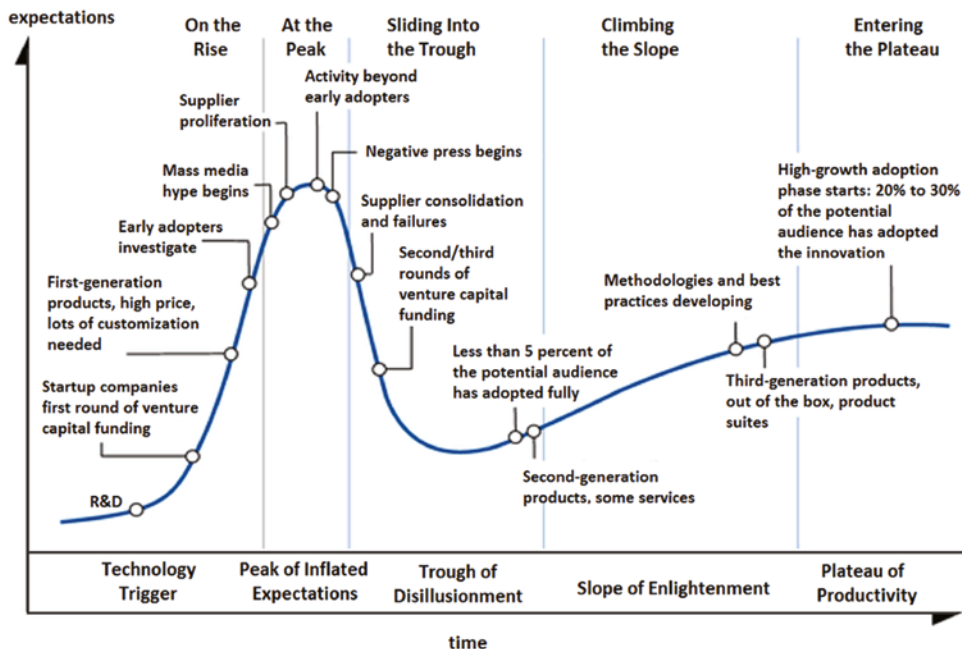 expectations
On the
Rise
At the
Peak
Sliding Into
the Trough
Climbing
the Slope
Entering
the Plateau
Activity beyond
early adopters
Supplier
proliferation
Negative press begins
Mass media
hype begins
High-growth adoption
phase starts: 20% to 30%
of the potential
audience has adopted
the innovation
Supplier consolidation
and failures
Early adopters
investigate
Second/third
rounds of
venture capital
funding
First-generation
products, high price,
lots of customization
needed
Methodologies and best
practices developing
Less than 5 percent of
the potential audience
has adopted fully
Startup companies
first round of venture
capital funding
Third-generation products,
out of the box, product
suites
Second-generation
products, some services
R&D
Technology
Trigger
Peak of Inflated
Expectations
Trough of
Disillusionment
Slope of Enlightenment
Plateau of
Productivity
time